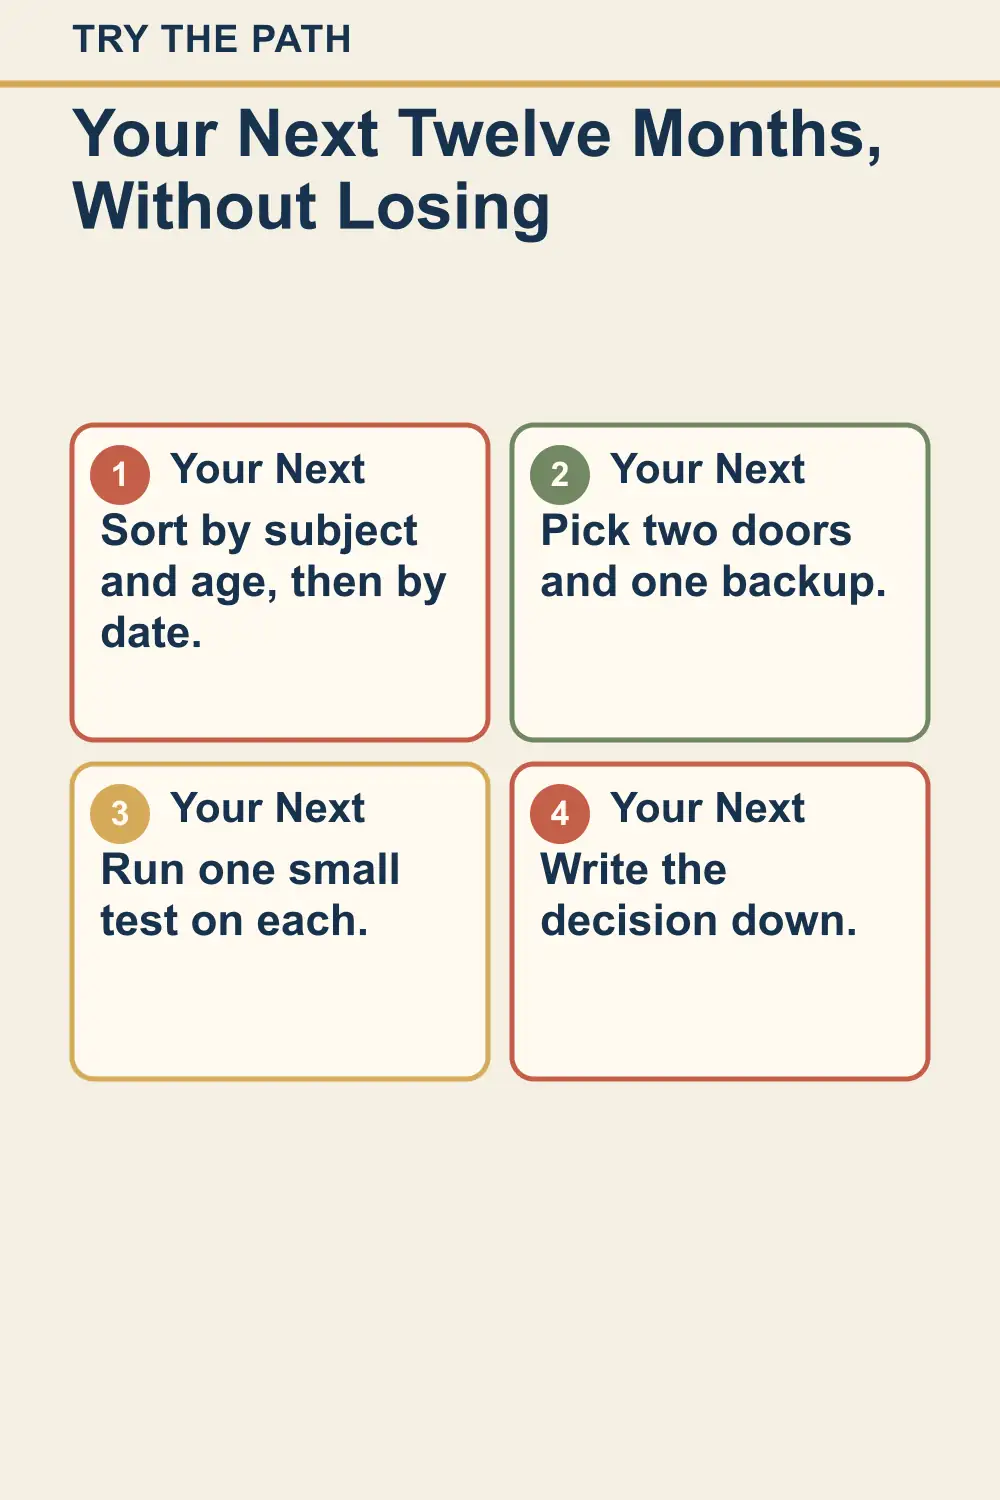 TRY THE PATH
Your Next Twelve Months,
Without Losing
1 Your Next
Sort by subject
and age, then by
date.
2 Your Next
Pick two doors
and one backup.
3 Your Next
Run one small
test on each.
4 Your Next
Write the
decision down.